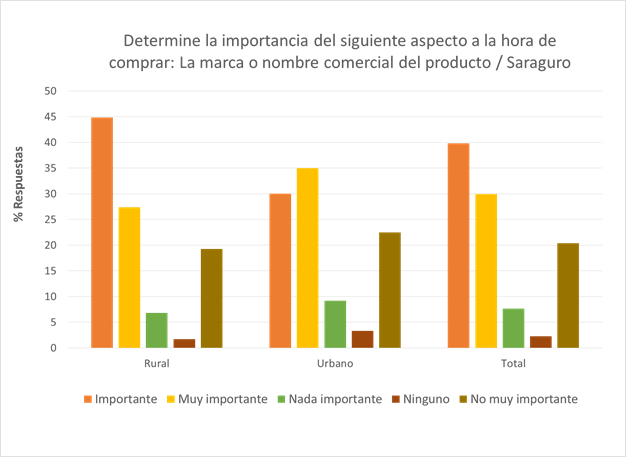 Determine la importancia del siguiente aspecto a la hora de
comprar: La marca o nombre comercial del producto / Saraguro
% Respuestas
50
45
40
35
30
25
20
15
10
5
0
Rural Urbano Total
Importante Muy importante Nada importante Ninguno No muy importante